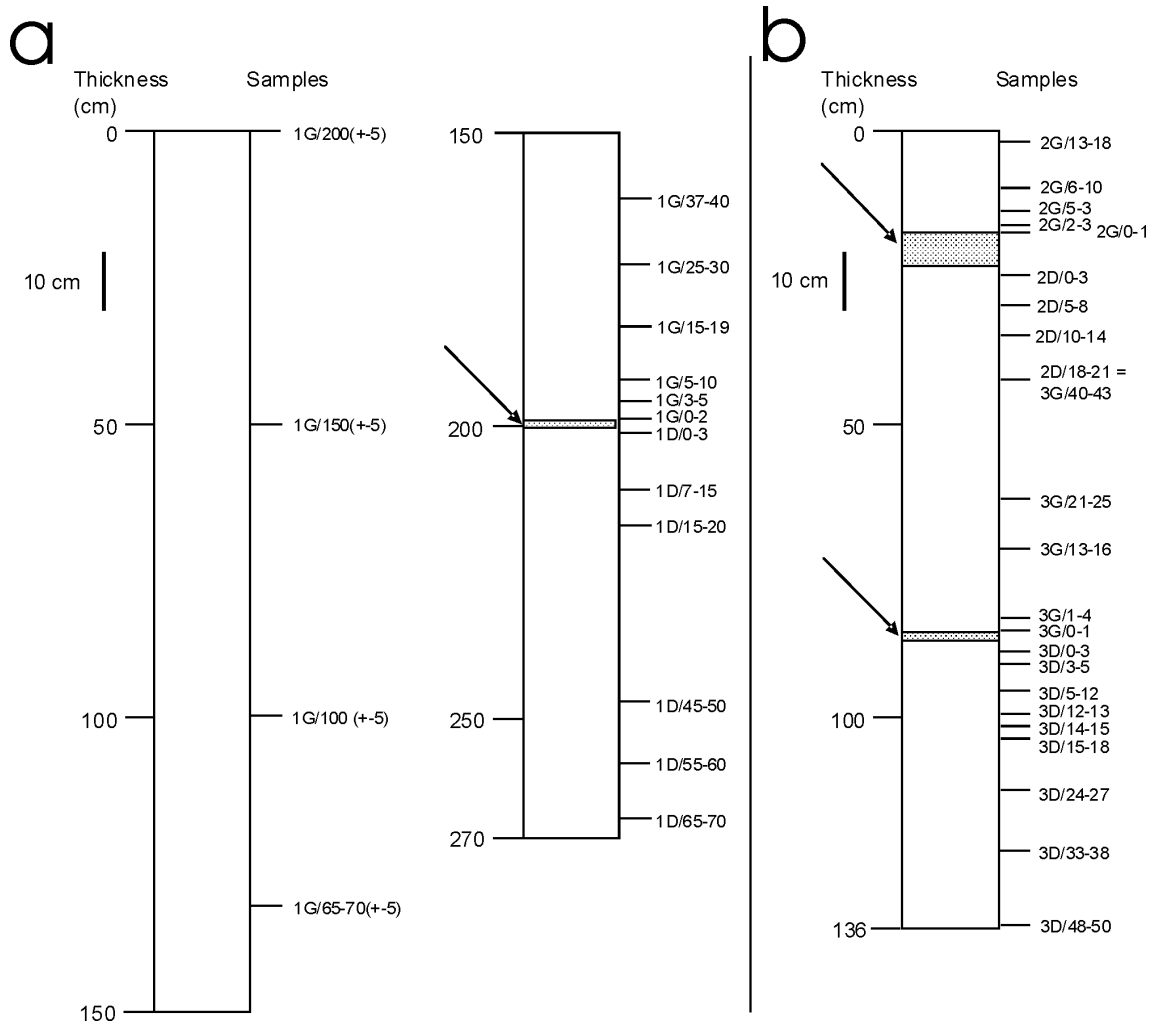 a
Thickness
(cm)
Samples
0
1G/200(+-5)
10 cm
50
1G/150(+-5)
100
1G/100 (+-5)
1G/65-70(+-5)
150
150
1G/37-40
1G/25-30
1G/15-19
1G/5-10
1G/3-5
1G/0-2
200
1D/0-3
1D/7-15
1D/15-20
1D/45-50
250
1D/55-60
1D/65-70
270
b
Thickness
(cm)
Samples
0
2G/13-18
2G/6-10
2G/5-3
2G/2-3
2G/0-1
10 cm
2D/0-3
2D/5-8
2D/10-14
2D/18-21 =
3G/40-43
50
3G/21-25
3G/13-16
3G/1-4
3G/0-1
3D/0-3
3D/3-5
3D/5-12
3D/12-13
100
3D/14-15
3D/15-18
3D/24-27
3D/33-38
136
3D/48-50